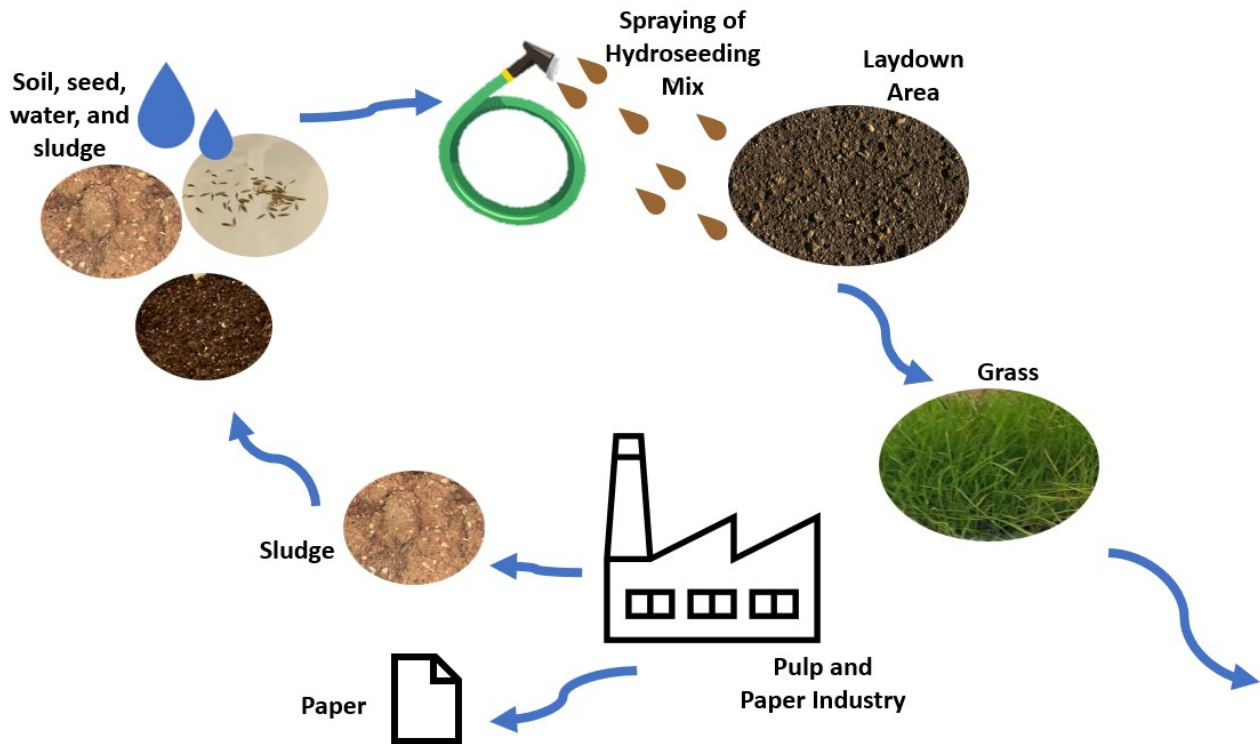 Soil, seed,
water, and
sludge
Spraying of
Hydroseeding
Mix
Laydown
Area
Grass
Sludge
Paper
Pulp and
Paper Industry